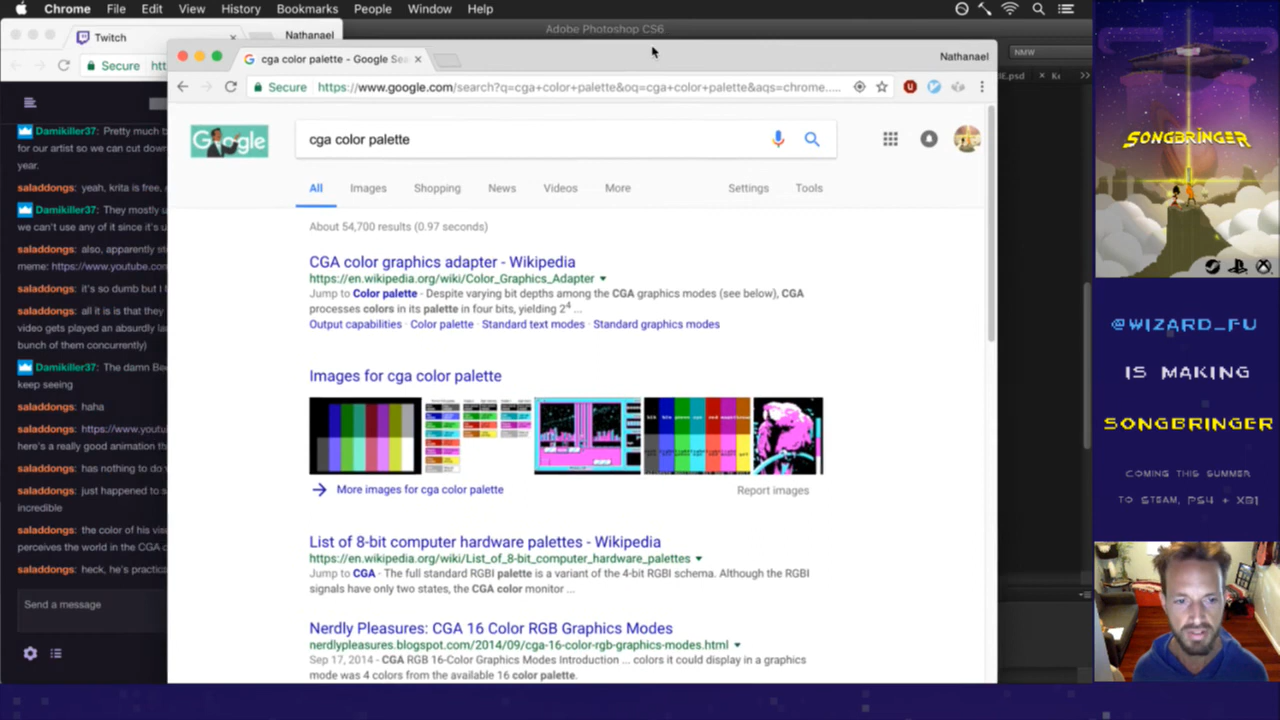 Chrome File Edit View History Bookmarks People Window Help
Adobe Photoshop CS6
Twitch
Nathanael
Secure
NMW
cga color palette - Google Sea
Nathanael
Secure https://www.google.com/search?q=cga+color+palette&oq=cga+color+palette&aqs=chrome.....
Google
cga color palette
All Images Shopping News Videos More Settings Tools
About 54,700 results (0.97 seconds)
CGA color graphics adapter - Wikipedia
https://en.wikipedia.org/wiki/Color_Graphics_Adapter
Jump to Color palette - Despite varying bit depths among the CGA graphics modes (see below), CGA
processes colors in its palette in four bits, yielding 2⁴ ...
Output capabilities · Color palette · Standard text modes · Standard graphics modes
Images for cga color palette
More images for cga color palette
Report images
List of 8-bit computer hardware palettes - Wikipedia
https://en.wikipedia.org/wiki/List_of_8-bit_computer_hardware_palettes
Jump to CGA - The full standard RGBI palette is a variant of the 4-bit RGBI schema. Although the RGBI
signals have only two states, the CGA color monitor ...
Nerdly Pleasures: CGA 16 Color RGB Graphics Modes
nerdlypleasures.blogspot.com/2014/09/cga-16-color-rgb-graphics-modes.html
Sep 17, 2014 - CGA RGB 16-Color Graphics Modes Introduction ... colors it could display in a graphics
mode was 4 colors from the available 16 color palette.
Damikiller37: Pretty much
for our artist so we can cut down
year.
saladdongs: yeah, krita is free,
Damikiller37: They mostly
we can't use any of it since it's
saladdongs: also, apparently
meme: https://www.youtube.com
saladdongs: it's so dumb but I
saladdongs: all it is is that they
video gets played an absurdly
bunch of them concurrently)
Damikiller37: The damn
keep seeing
saladdongs: haha
saladdongs:
here's a really good animation
saladdongs: has nothing to do
saladdongs: just happened to
incredible
saladdongs: the color of his
perceives the world in the CGA
saladdongs: heck, he's
Send a message
SONGBRINGER
@WIZARD_FU
IS MAKING
SONGBRINGER
COMING THIS SUMMER
TO STEAM, PS4 + XB1